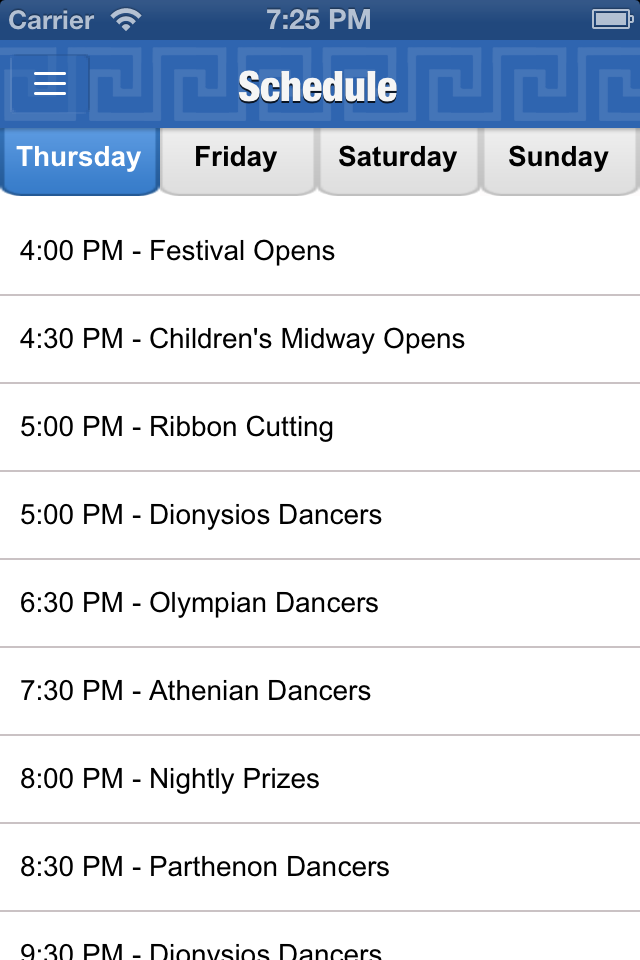 Carrier 7:25 PM
Schedule
Thursday Friday Saturday Sunday
4:00 PM - Festival Opens
4:30 PM - Children's Midway Opens
5:00 PM - Ribbon Cutting
5:00 PM - Dionysios Dancers
6:30 PM - Olympian Dancers
7:30 PM - Athenian Dancers
8:00 PM - Nightly Prizes
8:30 PM - Parthenon Dancers
9:30 PM - Dionysios Dancers